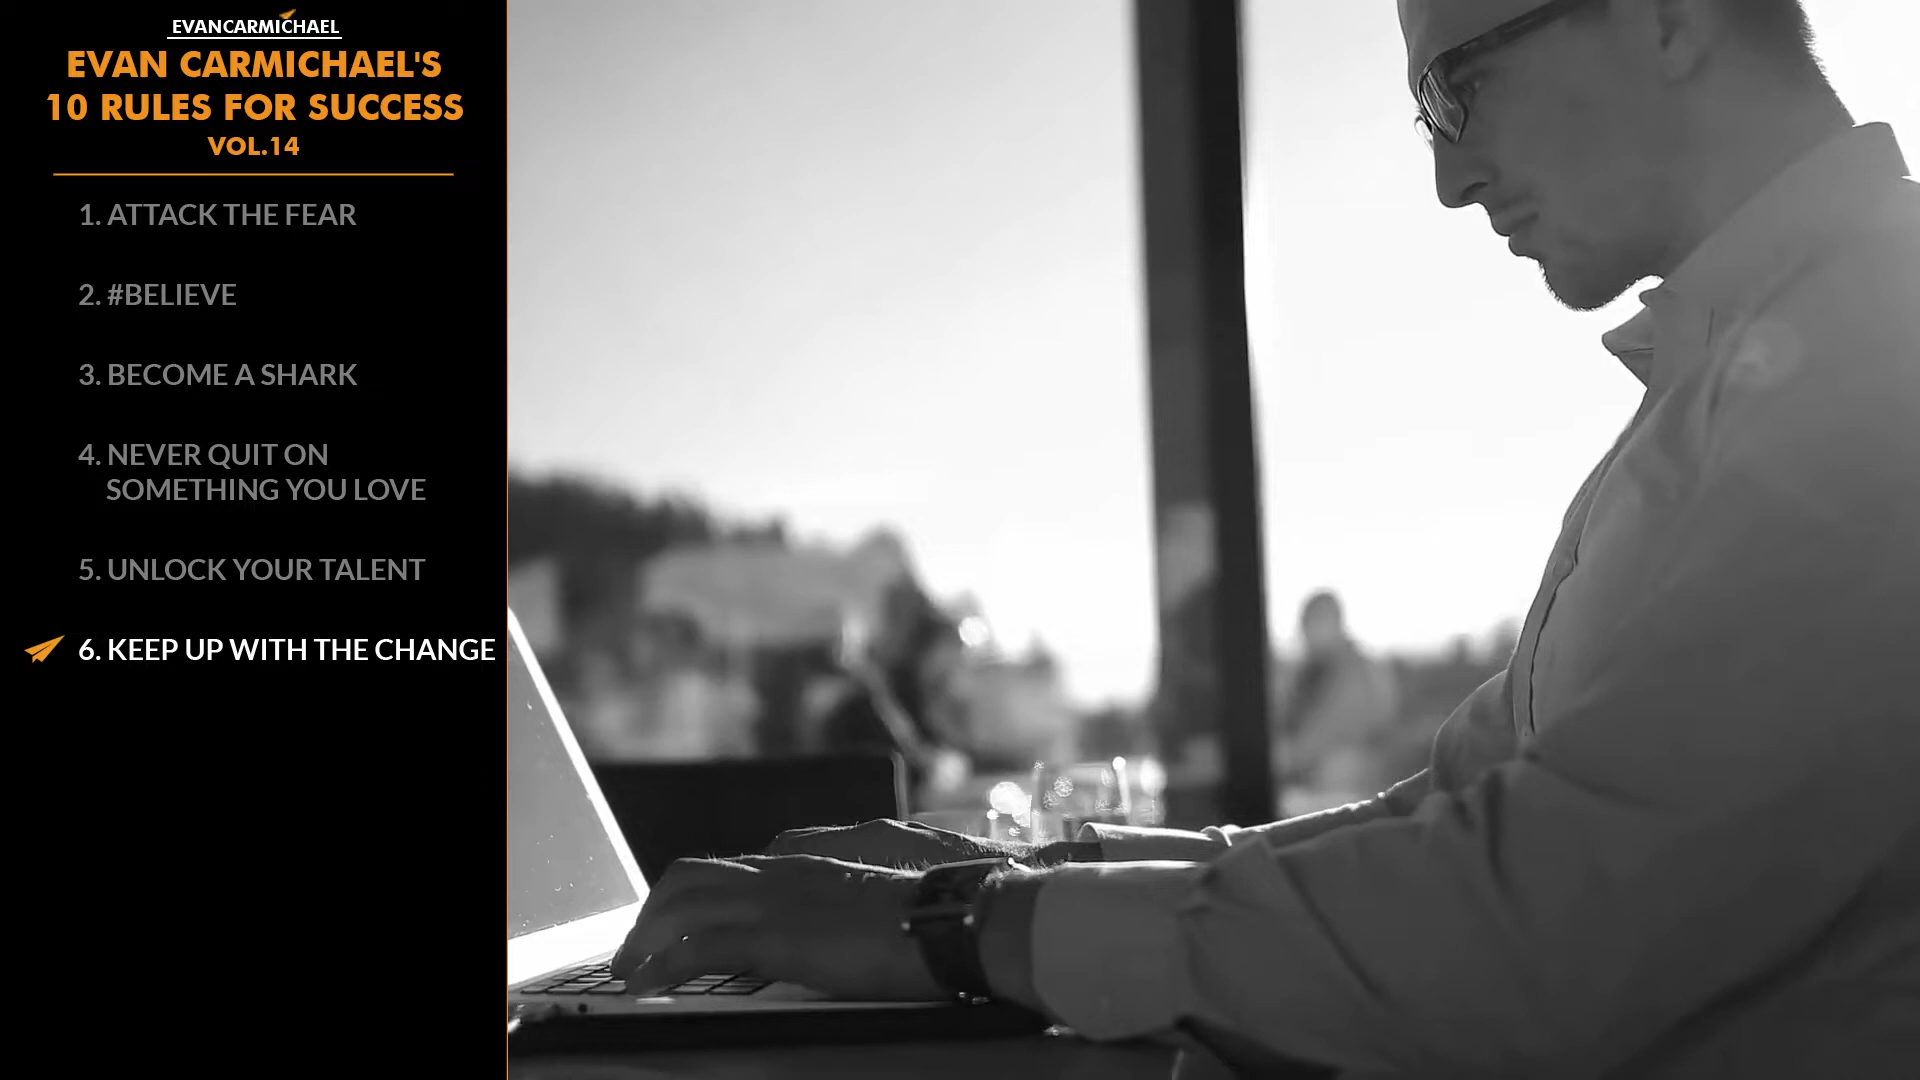 EVANCARMICHAEL
EVAN CARMICHAEL'S
10 RULES FOR SUCCESS
VOL.14
1. ATTACK THE FEAR
2. #BELIEVE
3. BECOME A SHARK
4. NEVER QUIT ON
SOMETHING YOU LOVE
5. UNLOCK YOUR TALENT
6. KEEP UP WITH THE CHANGE